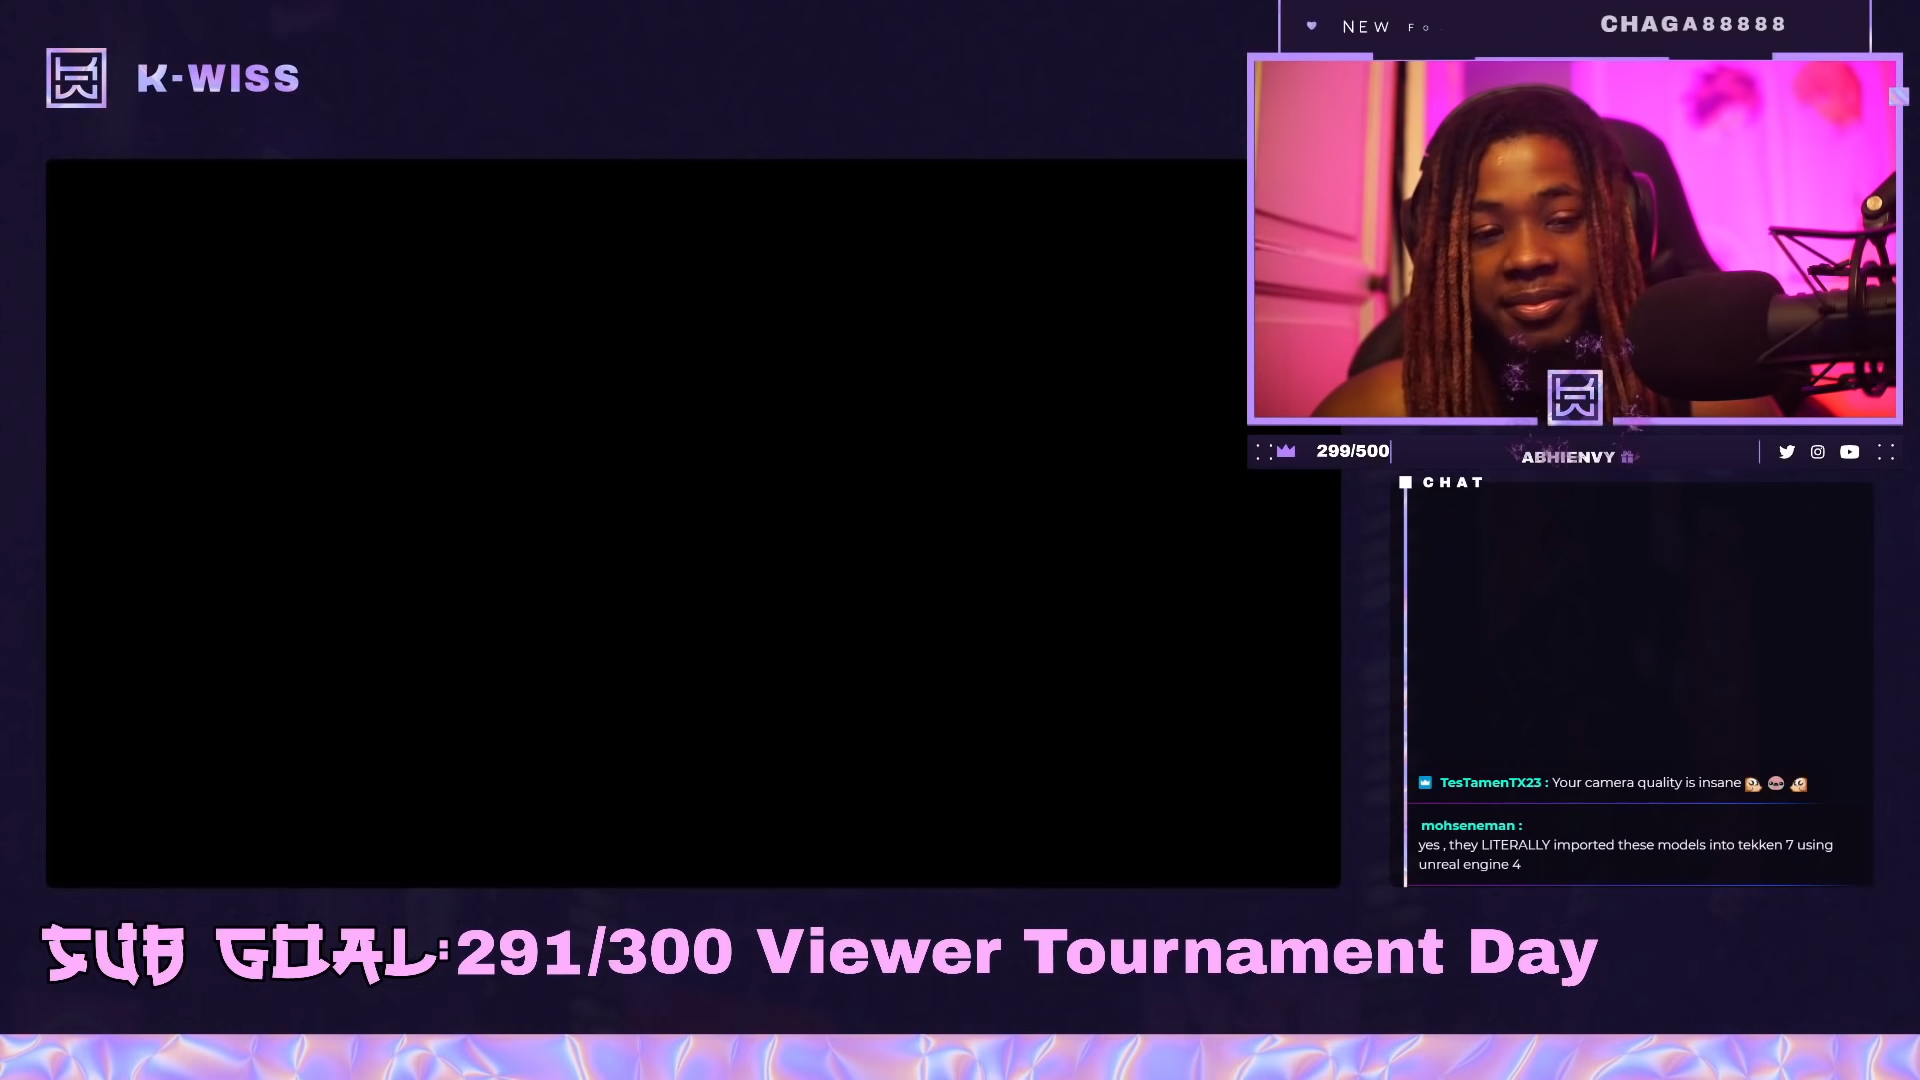 K-WISS
NEW FO
CHAGA88888
299/500
ABHIENVY
CHAT
TesTamenTX23 : Your camera quality is insane
mohseneman :
yes , they LITERALLY imported these models into tekken 7 using
unreal engine 4
SUB GOAL:291/300 Viewer Tournament Day